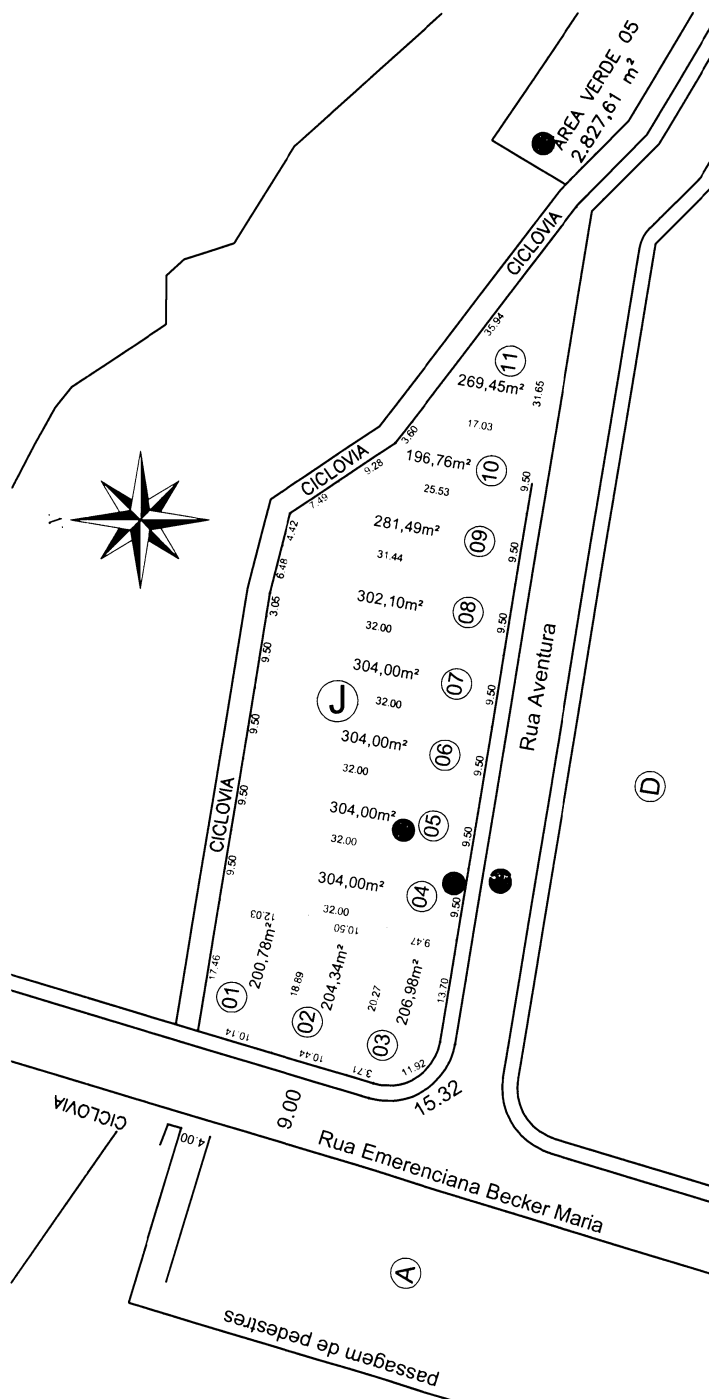 ÁREA VERDE 05
2.827,61 m²
CICLOVIA
35.94
11
269,45m²
31.65
17.03
3.60
CICLOVIA
9.28
7.49
196,76m²
10
9.50
25.53
4.42
281,49m²
09
9.50
31.44
6.48
3.05
302,10m²
08
9.50
32.00
9.50
304,00m²
07
9.50
32.00
J
Rua Aventura
9.50
304,00m²
06
9.50
32.00
D
CICLOVIA
9.50
304,00m²
05
9.50
32.00
9.50
304,00m²
04
9.50
32.00
12.03
10.50
9.47
17.46
200,78m²
01
18.89
204,34m²
02
20.27
206,98m²
03
13.70
10.14
10.44
3.71
11.92
15.32
9.00
CICLOVIA
4.00
Rua Emerenciana Becker Maria
A
passagem de pedestres